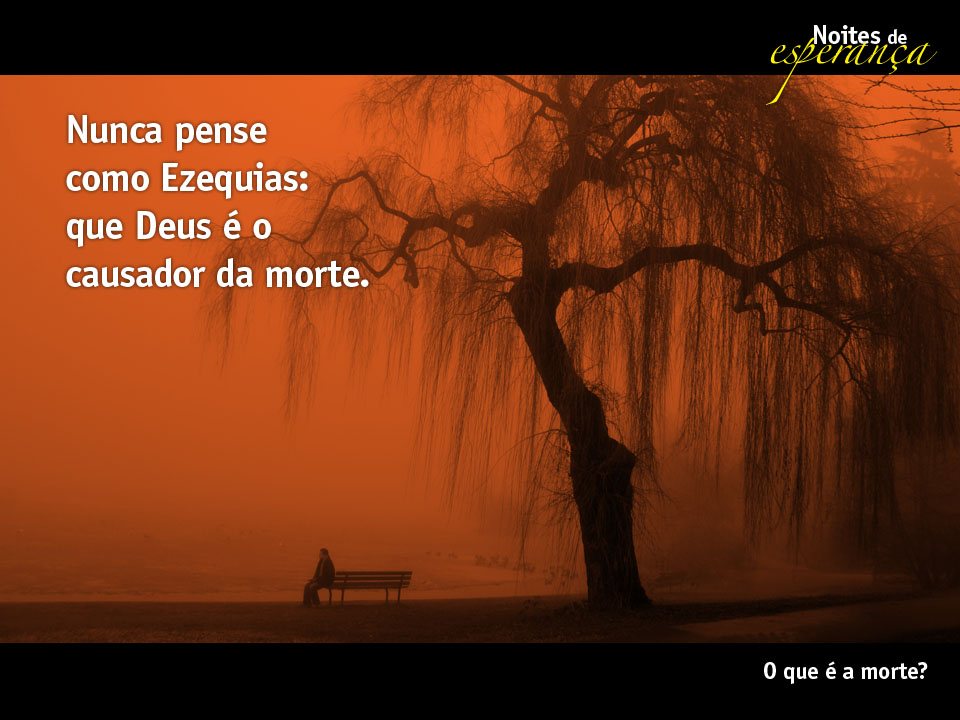 Noites de
esperança
Nunca pense
como Ezequias:
que Deus é o
causador da morte.
O que é a morte?